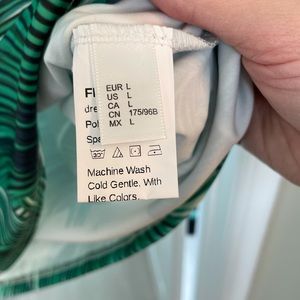 EUR L
US L
CA L
CN 175/96B
MX L
Machine Wash
Cold Gentle. With
Like Colors.